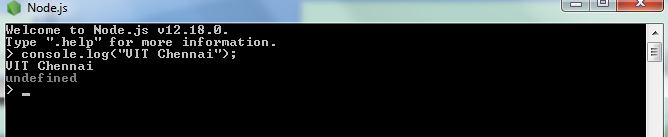 Node.js
Welcome to Node.js v12.18.0.
Type ".help" for more information.
> console.log("VIT Chennai");
VIT Chennai
undefined
> _